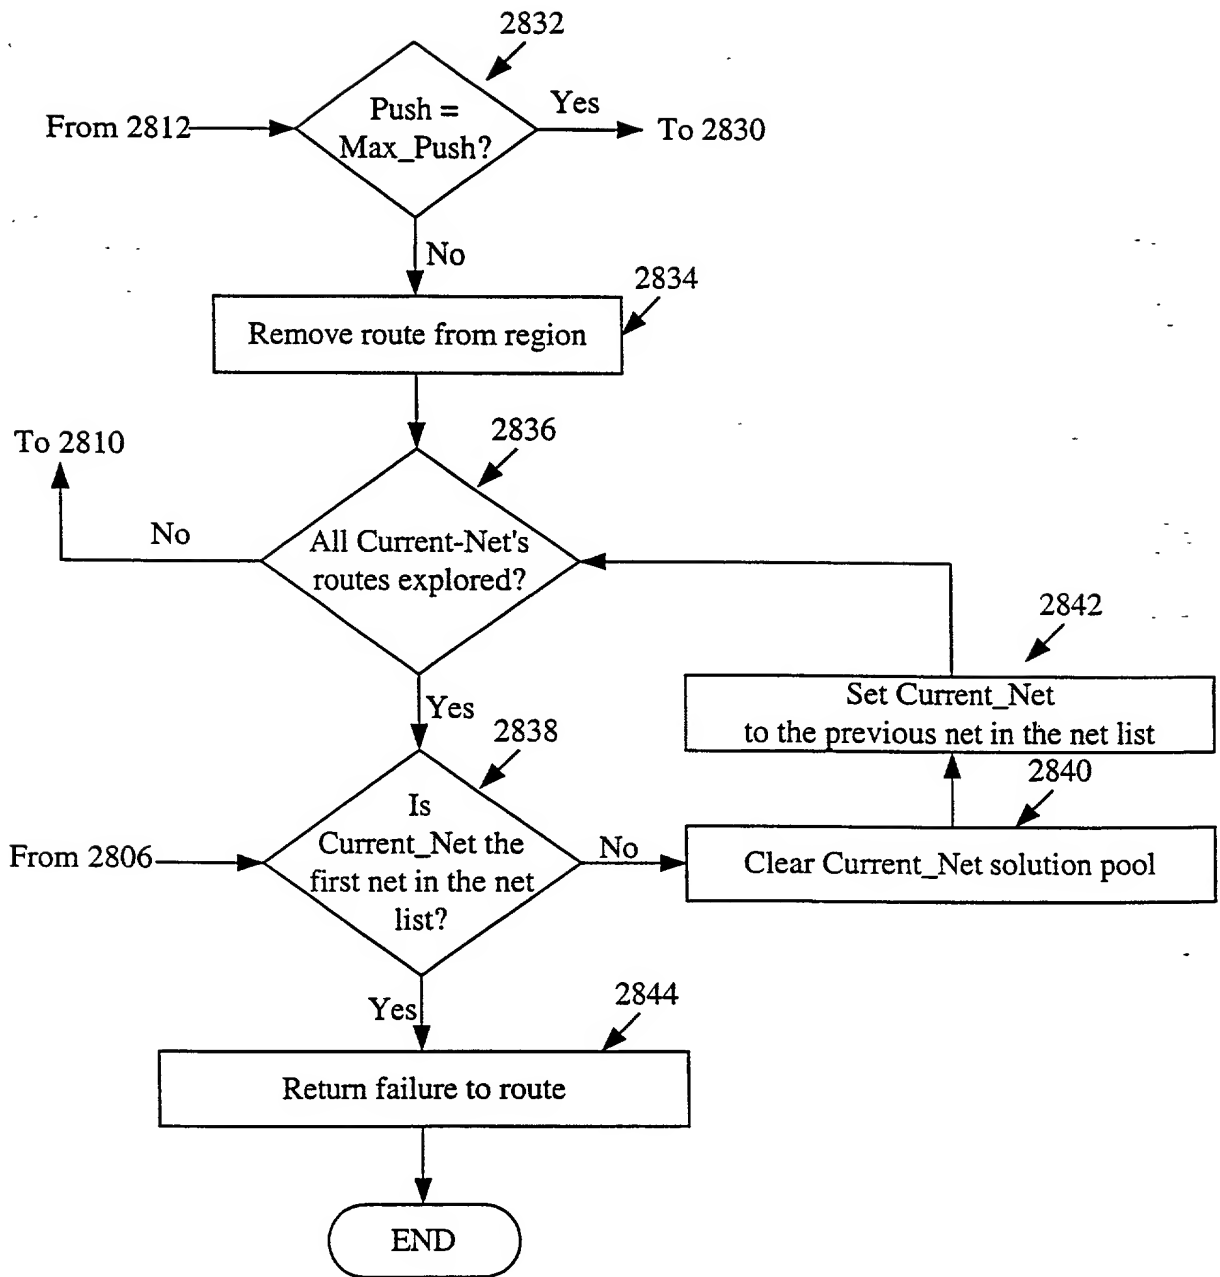 2832
Push =
Max_Push?
Yes
From 2812
To 2830
No
2834
Remove route from region
2836
To 2810
No
All Current-Net's
routes explored?
2842
Set Current_Net
to the previous net in the net list
Yes
2838
2840
Is
Current_Net the
first net in the net
list?
From 2806
No
Clear Current_Net solution pool
Yes
2844
Return failure to route
END